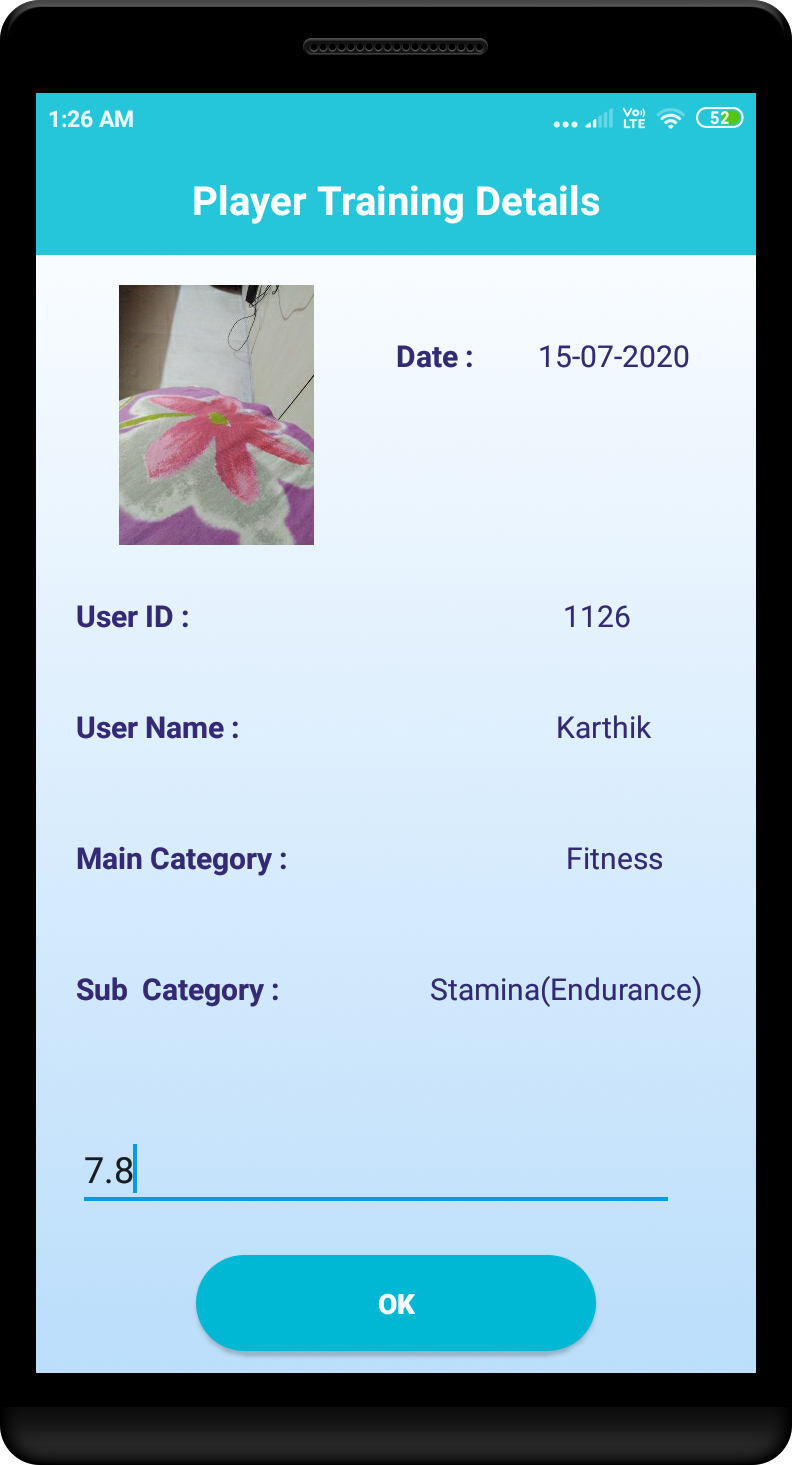 1:26 AM
Vo))
LTE
52
Player Training Details
Date : 15-07-2020
User ID : 1126
User Name : Karthik
Main Category : Fitness
Sub  Category : Stamina(Endurance)
7.8
OK